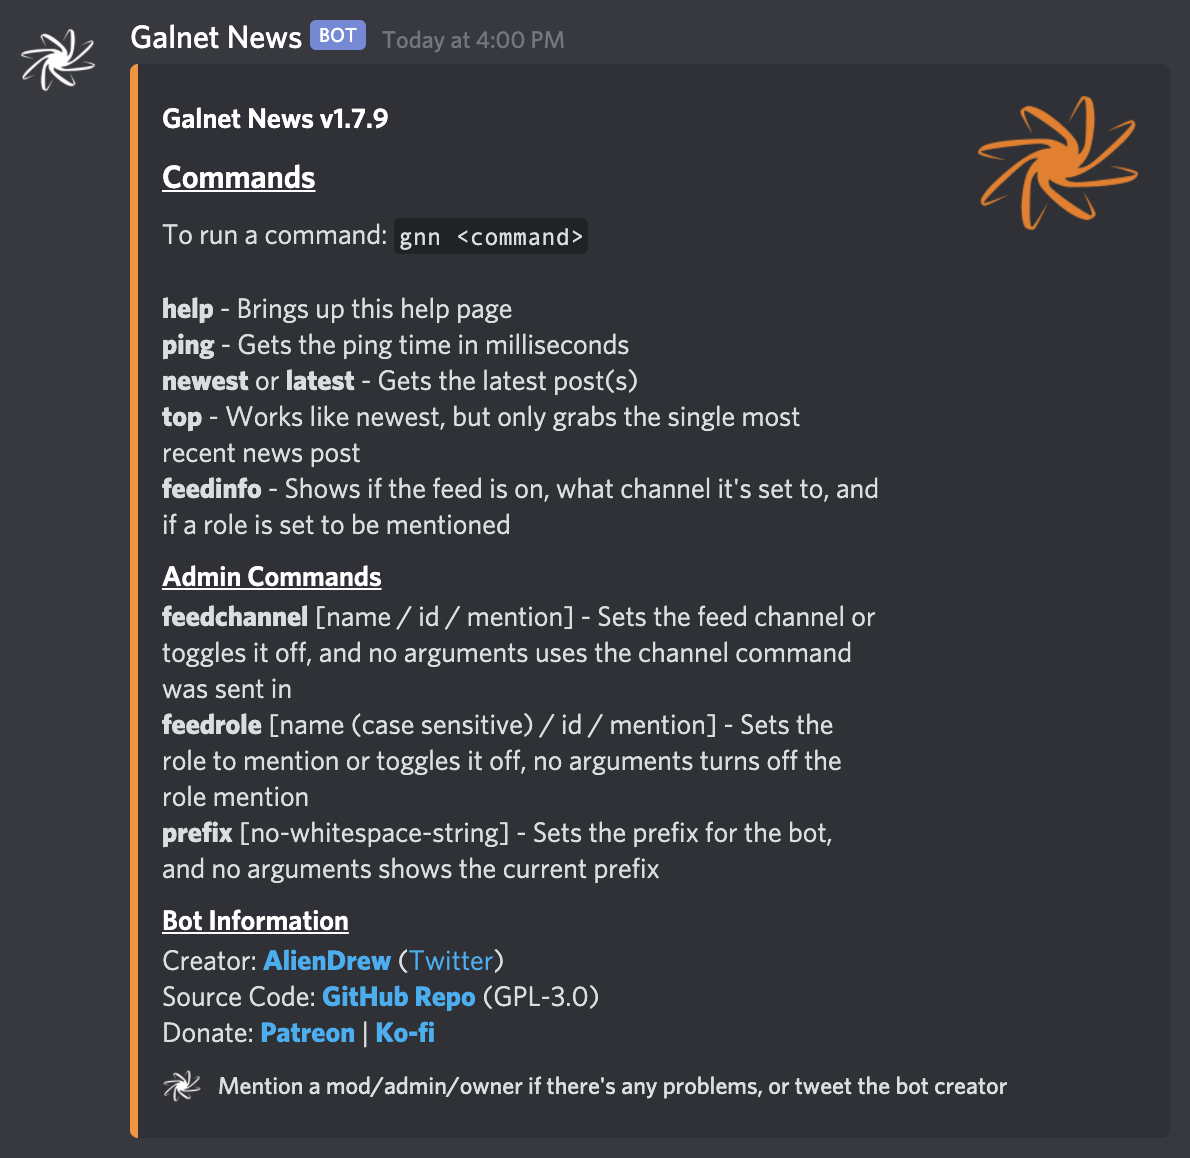 Galnet News BOT Today at 4:00 PM
Galnet News v1.7.9
Commands
To run a command: gnn <command>
help - Brings up this help page
ping - Gets the ping time in milliseconds
newest or latest - Gets the latest post(s)
top - Works like newest, but only grabs the single most
recent news post
feedinfo - Shows if the feed is on, what channel it's set to, and
if a role is set to be mentioned
Admin Commands
feedchannel [name / id / mention] - Sets the feed channel or
toggles it off, and no arguments uses the channel command
was sent in
feedrole [name (case sensitive) / id / mention] - Sets the
role to mention or toggles it off, no arguments turns off the
role mention
prefix [no-whitespace-string] - Sets the prefix for the bot,
and no arguments shows the current prefix
Bot Information
Creator: AlienDrew (Twitter)
Source Code: GitHub Repo (GPL-3.0)
Donate: Patreon | Ko-fi
Mention a mod/admin/owner if there's any problems, or tweet the bot creator